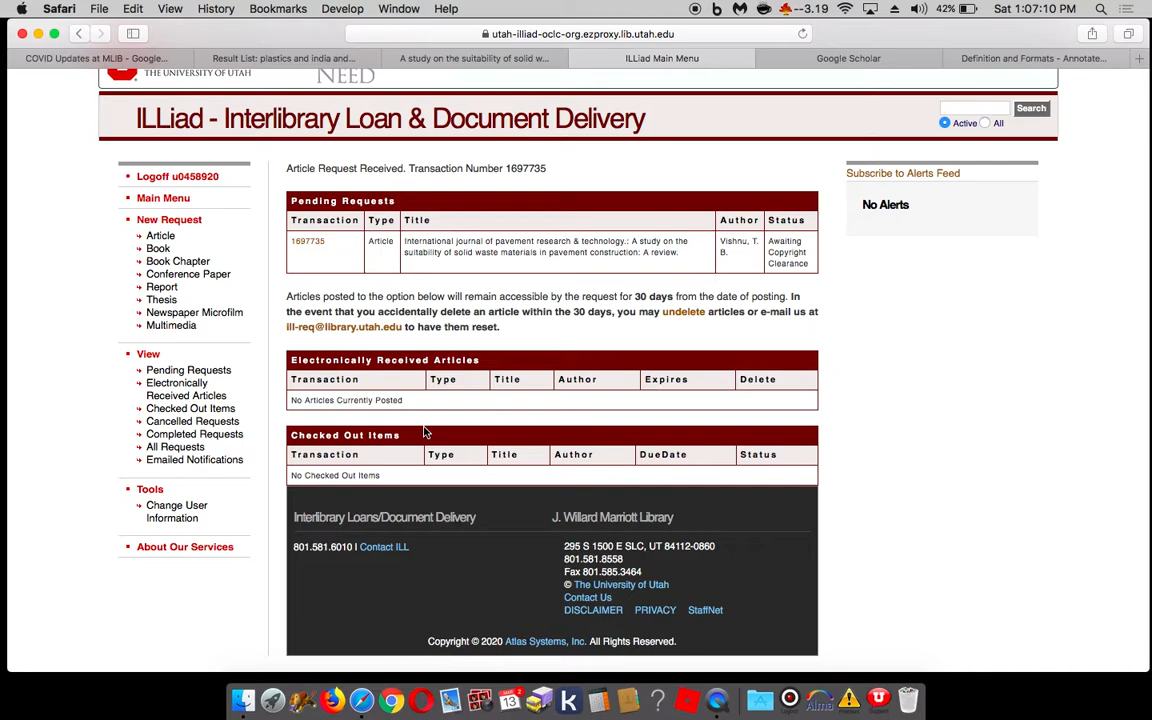 Safari File Edit View History Bookmarks Develop Window Help --3.19 42% Sat 1:07:10 PM
utah-illiad-oclc-org.ezproxy.lib.utah.edu
COVID Updates at MLIB - Google... Result List: plastics and india and... A study on the suitability of solid w... ILLiad Main Menu Google Scholar Definition and Formats - Annotate...
THE UNIVERSITY OF UTAH NEED
ILLiad - Interlibrary Loan & Document Delivery
Search
Active All
Logoff u0458920
Main Menu
New Request
Article
Book
Book Chapter
Conference Paper
Report
Thesis
Newspaper Microfilm
Multimedia
View
Pending Requests
Electronically
Received Articles
Checked Out Items
Cancelled Requests
Completed Requests
All Requests
Emailed Notifications
Tools
Change User
Information
About Our Services
Article Request Received. Transaction Number 1697735
Pending Requests
Transaction Type Title Author Status
1697735 Article International journal of pavement research & technology.: A study on the suitability of solid waste materials in pavement construction: A review. Vishnu, T. B. Awaiting Copyright Clearance
Articles posted to the option below will remain accessible by the request for 30 days from the date of posting. In
the event that you accidentally delete an article within the 30 days, you may undelete articles or e-mail us at
ill-req@library.utah.edu to have them reset.
Electronically Received Articles
Transaction Type Title Author Expires Delete
No Articles Currently Posted
Checked Out Items
Transaction Type Title Author DueDate Status
No Checked Out Items
Interlibrary Loans/Document Delivery
801.581.6010 | Contact ILL
J. Willard Marriott Library
295 S 1500 E SLC, UT 84112-0860
801.581.8558
Fax 801.585.3464
© The University of Utah
Contact Us
DISCLAIMER PRIVACY StaffNet
Copyright © 2020 Atlas Systems, Inc. All Rights Reserved.
Subscribe to Alerts Feed
No Alerts
MAR 13 2
Alma